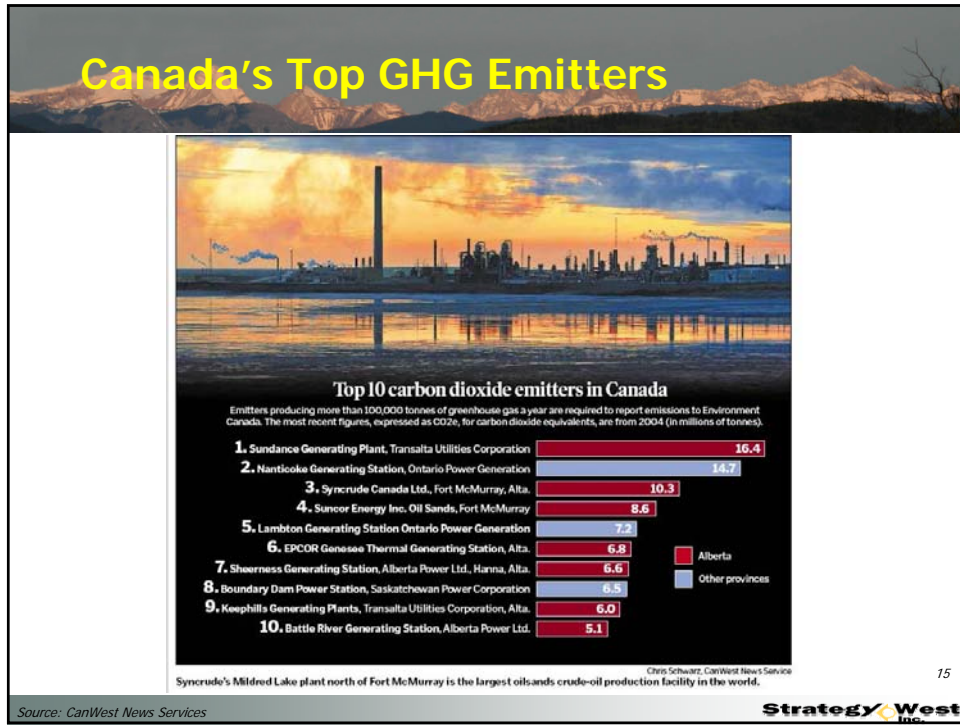 Canada's Top GHG Emitters
Top 10 carbon dioxide emitters in Canada
Emitters producing more than 100,000 tonnes of greenhouse gas a year are required to report emissions to Environment
Canada. The most recent figures, expressed as CO2e, for carbon dioxide equivalents, are from 2004 (in millions of tonnes).
1. Sundance Generating Plant, Transalta Utilities Corporation 16.4
2. Nanticoke Generating Station, Ontario Power Generation 14.7
3. Syncrude Canada Ltd., Fort McMurray, Alta. 10.3
4. Suncor Energy Inc. Oil Sands, Fort McMurray 8.6
5. Lambton Generating Station Ontario Power Generation 7.2
6. EPCOR Genesee Thermal Generating Station, Alta. 6.8
7. Sheerness Generating Station, Alberta Power Ltd., Hanna, Alta. 6.6
8. Boundary Dam Power Station, Saskatchewan Power Corporation 6.5
9. Keephills Generating Plants, Transalta Utilities Corporation, Alta. 6.0
10. Battle River Generating Station, Alberta Power Ltd. 5.1
Alberta
Other provinces
Chris Schwarz, CanWest News Service
Syncrude's Mildred Lake plant north of Fort McMurray is the largest oilsands crude-oil production facility in the world.
15
Source: CanWest News Services
Strategy West
Inc.